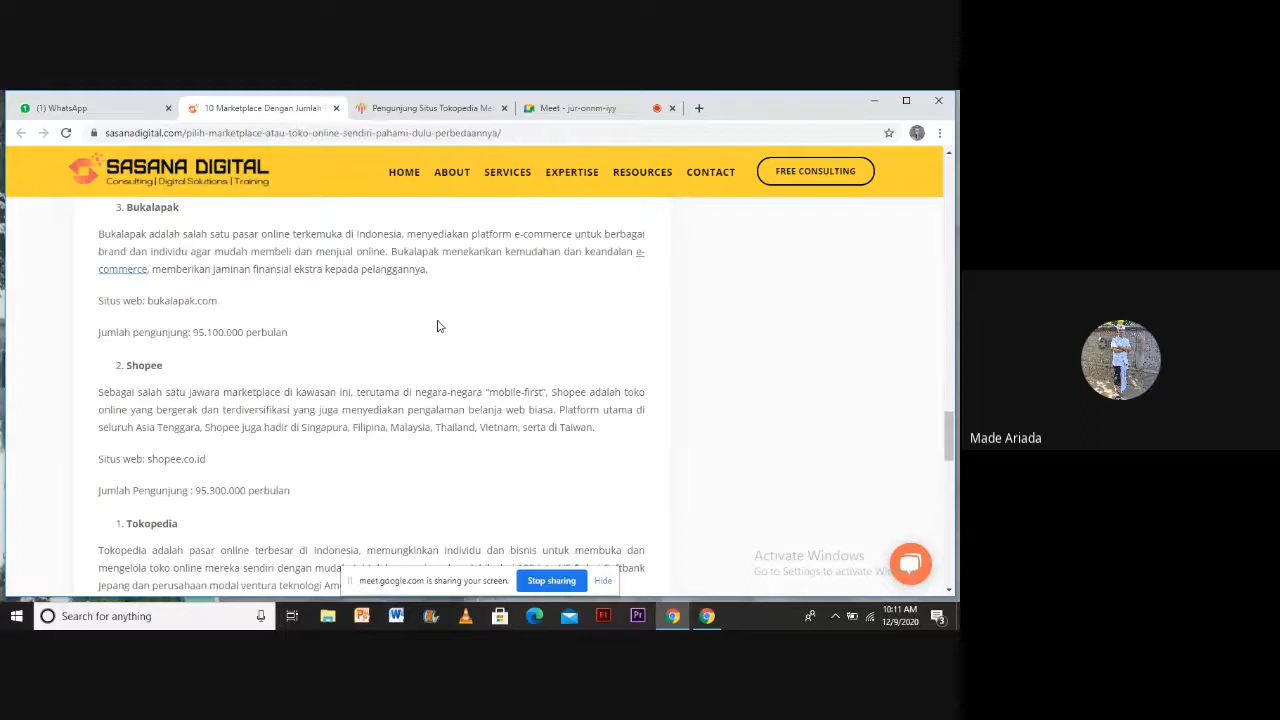 (1) WhatsApp
10 Marketplace Dengan Jumlah
Pengunjung Situs Tokopedia Me
Meet - jur-onnm-iyy
sasanadigital.com/pilih-marketplace-atau-toko-online-sendiri-pahami-dulu-perbedaannya/
SASANA DIGITAL
Consulting | Digital Solutions | Training
HOME ABOUT SERVICES EXPERTISE RESOURCES CONTACT FREE CONSULTING
3. Bukalapak
Bukalapak adalah salah satu pasar online terkemuka di Indonesia, menyediakan platform e-commerce untuk berbagai
brand dan individu agar mudah membeli dan menjual online. Bukalapak menekankan kemudahan dan keandalan e-
commerce, memberikan jaminan finansial ekstra kepada pelanggannya.
Situs web: bukalapak.com
Jumlah pengunjung: 95.100.000 perbulan
2. Shopee
Sebagai salah satu jawara marketplace di kawasan ini, terutama di negara-negara “mobile-first”, Shopee adalah toko
online yang bergerak dan terdiversifikasi yang juga menyediakan pengalaman belanja web biasa. Platform utama di
seluruh Asia Tenggara, Shopee juga hadir di Singapura, Filipina, Malaysia, Thailand, Vietnam, serta di Taiwan.
Situs web: shopee.co.id
Jumlah Pengunjung : 95.300.000 perbulan
1. Tokopedia
Tokopedia adalah pasar online terbesar di Indonesia, memungkinkan individu dan bisnis untuk membuka dan
mengelola toko online mereka sendiri dengan mudah
Jepang dan perusahaan modal ventura teknologi
meet.google.com is sharing your screen. Stop sharing Hide
Activate Windows
Go to Settings to activate
Search for anything
10:11 AM
12/9/2020
3
Made Ariada